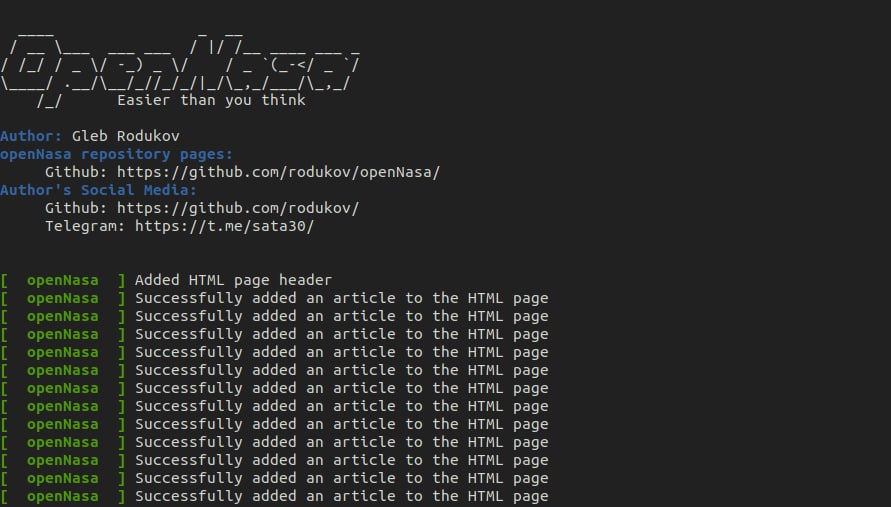 OpenNasa
Easier than you think
Author: Gleb Rodukov
openNasa repository pages:
Github: https://github.com/rodukov/openNasa/
Author's Social Media:
Github: https://github.com/rodukov/
Telegram: https://t.me/sata30/
[ openNasa ] Added HTML page header
[ openNasa ] Successfully added an article to the HTML page
[ openNasa ] Successfully added an article to the HTML page
[ openNasa ] Successfully added an article to the HTML page
[ openNasa ] Successfully added an article to the HTML page
[ openNasa ] Successfully added an article to the HTML page
[ openNasa ] Successfully added an article to the HTML page
[ openNasa ] Successfully added an article to the HTML page
[ openNasa ] Successfully added an article to the HTML page
[ openNasa ] Successfully added an article to the HTML page
[ openNasa ] Successfully added an article to the HTML page
[ openNasa ] Successfully added an article to the HTML page
[ openNasa ] Successfully added an article to the HTML page